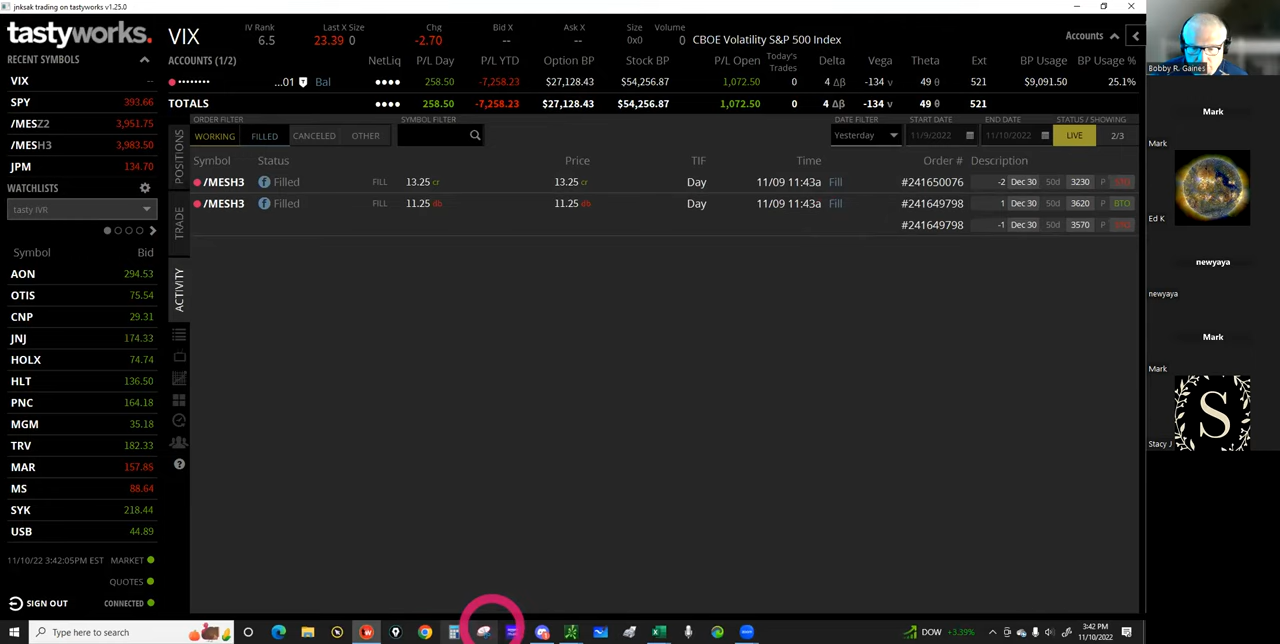 jnksak trading on tastyworks v1.25.0
tastyworks.
VIX
IV Rank
6.5
Last X Size
23.39 0
Chg
-2.70
Bid X
--
Ask X
--
Size
0x0
Volume
0
CBOE Volatility S&P 500 Index
Accounts
RECENT SYMBOLS
ACCOUNTS (1/2) NetLiq P/L Day P/L YTD Option BP Stock BP P/L Open Today's Trades Delta Vega Theta Ext BP Usage BP Usage %
•••••••• ...01 Bal •••• 258.50 -7,258.23 $27,128.43 $54,256.87 1,072.50 0 4 Δβ -134 ν 49 θ 521 $9,091.50 25.1%
TOTALS •••• 258.50 -7,258.23 $27,128.43 $54,256.87 1,072.50 0 4 Δβ -134 ν 49 θ 521
VIX --
SPY 393.66
/MESZ2 3,951.75
/MESH3 3,983.50
JPM 134.70
WATCHLISTS
tasty IVR
Symbol Bid
AON 294.53
OTIS 75.54
CNP 29.31
JNJ 174.33
HOLX 74.74
HLT 136.50
PNC 164.18
MGM 35.18
TRV 182.33
MAR 157.85
MS 88.64
SYK 218.44
USB 44.89
11/10/22 3:42:05PM EST MARKET
QUOTES
SIGN OUT CONNECTED
POSITIONS
TRADE
ACTIVITY
ORDER FILTER SYMBOL FILTER DATE FILTER START DATE END DATE STATUS / SHOWING
WORKING FILLED CANCELED OTHER Yesterday 11/9/2022 11/10/2022 LIVE 2/3
Symbol Status Price TIF Time Order # Description
/MESH3 Filled FILL 13.25 cr 13.25 cr Day 11/09 11:43a Fill #241650076 -2 Dec 30 50d 3230 P STO
/MESH3 Filled FILL 11.25 db 11.25 db Day 11/09 11:43a Fill #241649798 1 Dec 30 50d 3620 P BTO
#241649798 -1 Dec 30 50d 3570 P STO
Bobby R. Gaines
Mark
Mark
Ed K
newyaya
newyaya
Mark
Mark
S
Stacy J
Type here to search
DOW +3.39%
3:42 PM
11/10/2022